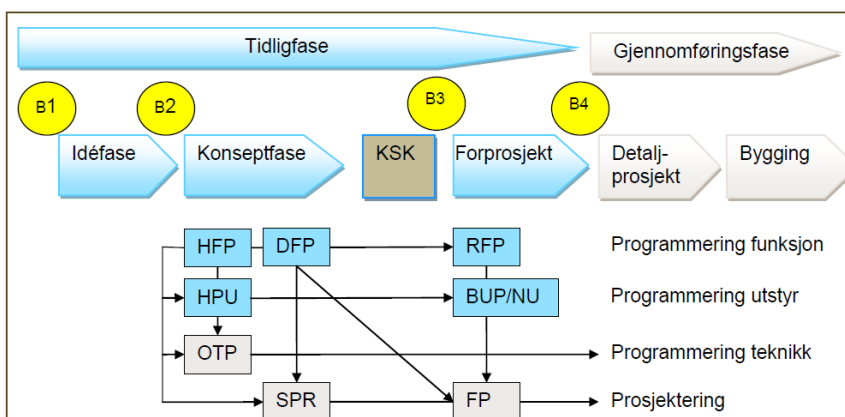 Tidligfase
Gjennomføringsfase
B1
B2
B3
B4
Idéfase
Konseptfase
KSK
Forprosjekt
Detalj-
prosjekt
Bygging
HFP
DFP
RFP
Programmering funksjon
HPU
BUP/NU
Programmering utstyr
OTP
Programmering teknikk
SPR
FP
Prosjektering